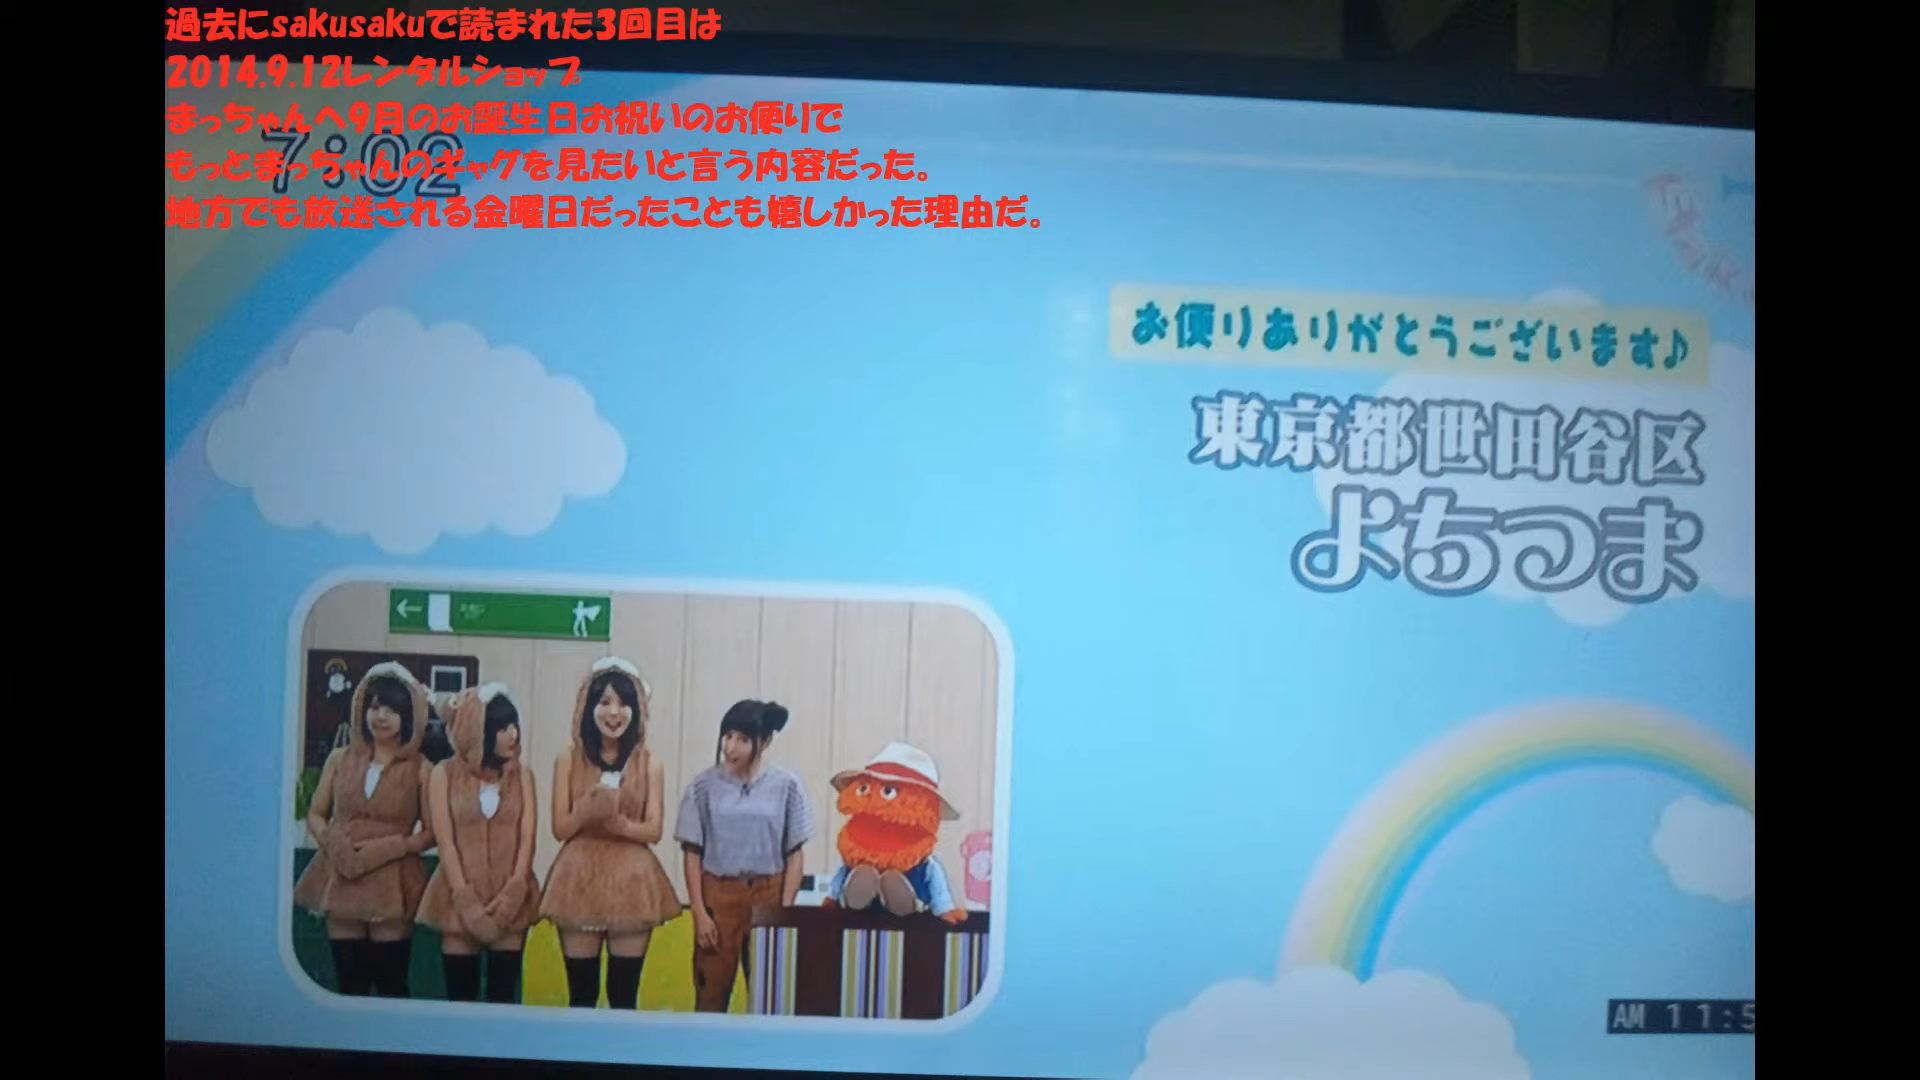 過去にsakusakuで読まれた3回目は
2014.9.12レンタルショップ
まっちゃんへ9月のお誕生日お祝いのお便りで
もっとまっちゃんのギャグを見たいと言う内容だった。
地方でも放送される金曜日だったことも嬉しかった理由だ。
7:02
お便りありがとうございます♪
東京都世田谷区
よちつま
AM 11:5